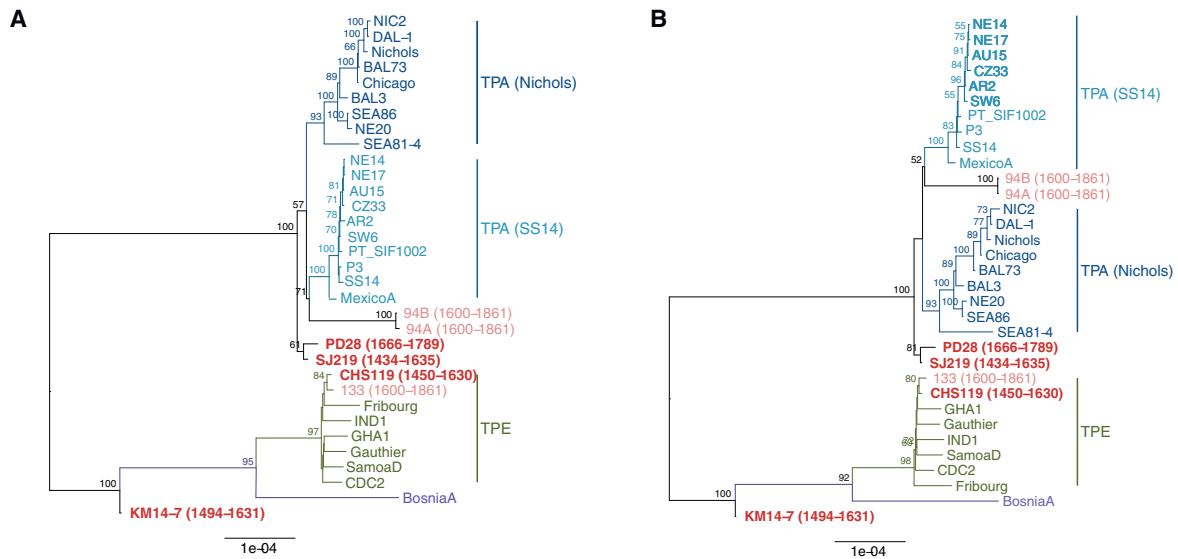 A
100
NIC2
100
DAL-1
66
Nichols
100
BAL73
89
Chicago
100
BAL3
SEA86
100
NE20
93
SEA81-4
TPA (Nichols)
NE14
NE17
81
AU15
71
CZ33
78
AR2
70
SW6
100
PT_SIF1002
P3
100
SS14
MexicoA
TPA (SS14)
57
100
71
100
94B (1600–1861)
94A (1600–1861)
61
PD28 (1666–1789)
SJ219 (1434–1635)
84
CHS119 (1450–1630)
133 (1600–1861)
Fribourg
IND1
97
GHA1
Gauthier
SamoaD
CDC2
TPE
95
BosniaA
100
KM14-7 (1494–1631)
1e-04
B
55
NE14
75
NE17
91
AU15
84
CZ33
96
AR2
55
SW6
PT_SIF1002
83
P3
100
SS14
MexicoA
TPA (SS14)
52
100
94B (1600–1861)
94A (1600–1861)
73
NIC2
77
DAL-1
89
Nichols
Chicago
89
BAL73
100
BAL3
100
NE20
93
SEA86
SEA81-4
TPA (Nichols)
100
81
PD28 (1666–1789)
SJ219 (1434–1635)
80
133 (1600–1861)
CHS119 (1450–1630)
GHA1
Gauthier
IND1
SamoaD
98
CDC2
Fribourg
TPE
92
BosniaA
100
KM14-7 (1494–1631)
1e-04